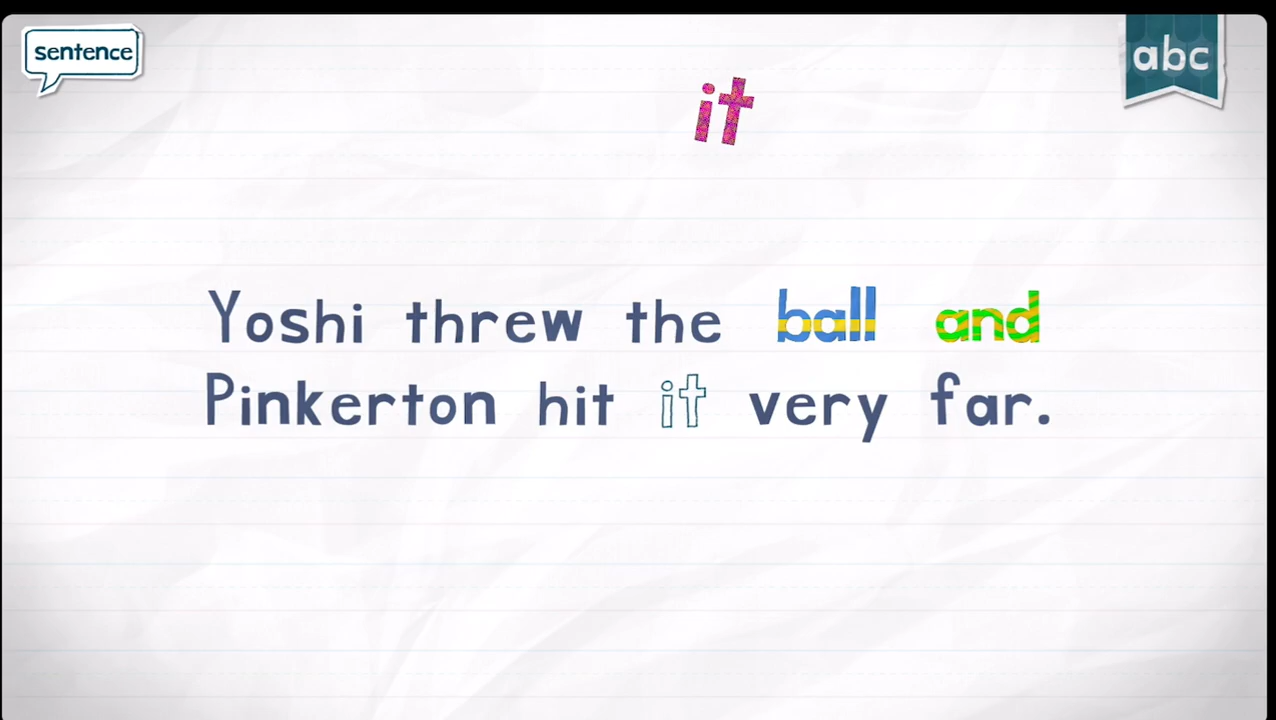 sentence
abc
it
Yoshi threw the ball and
Pinkerton hit it very far.